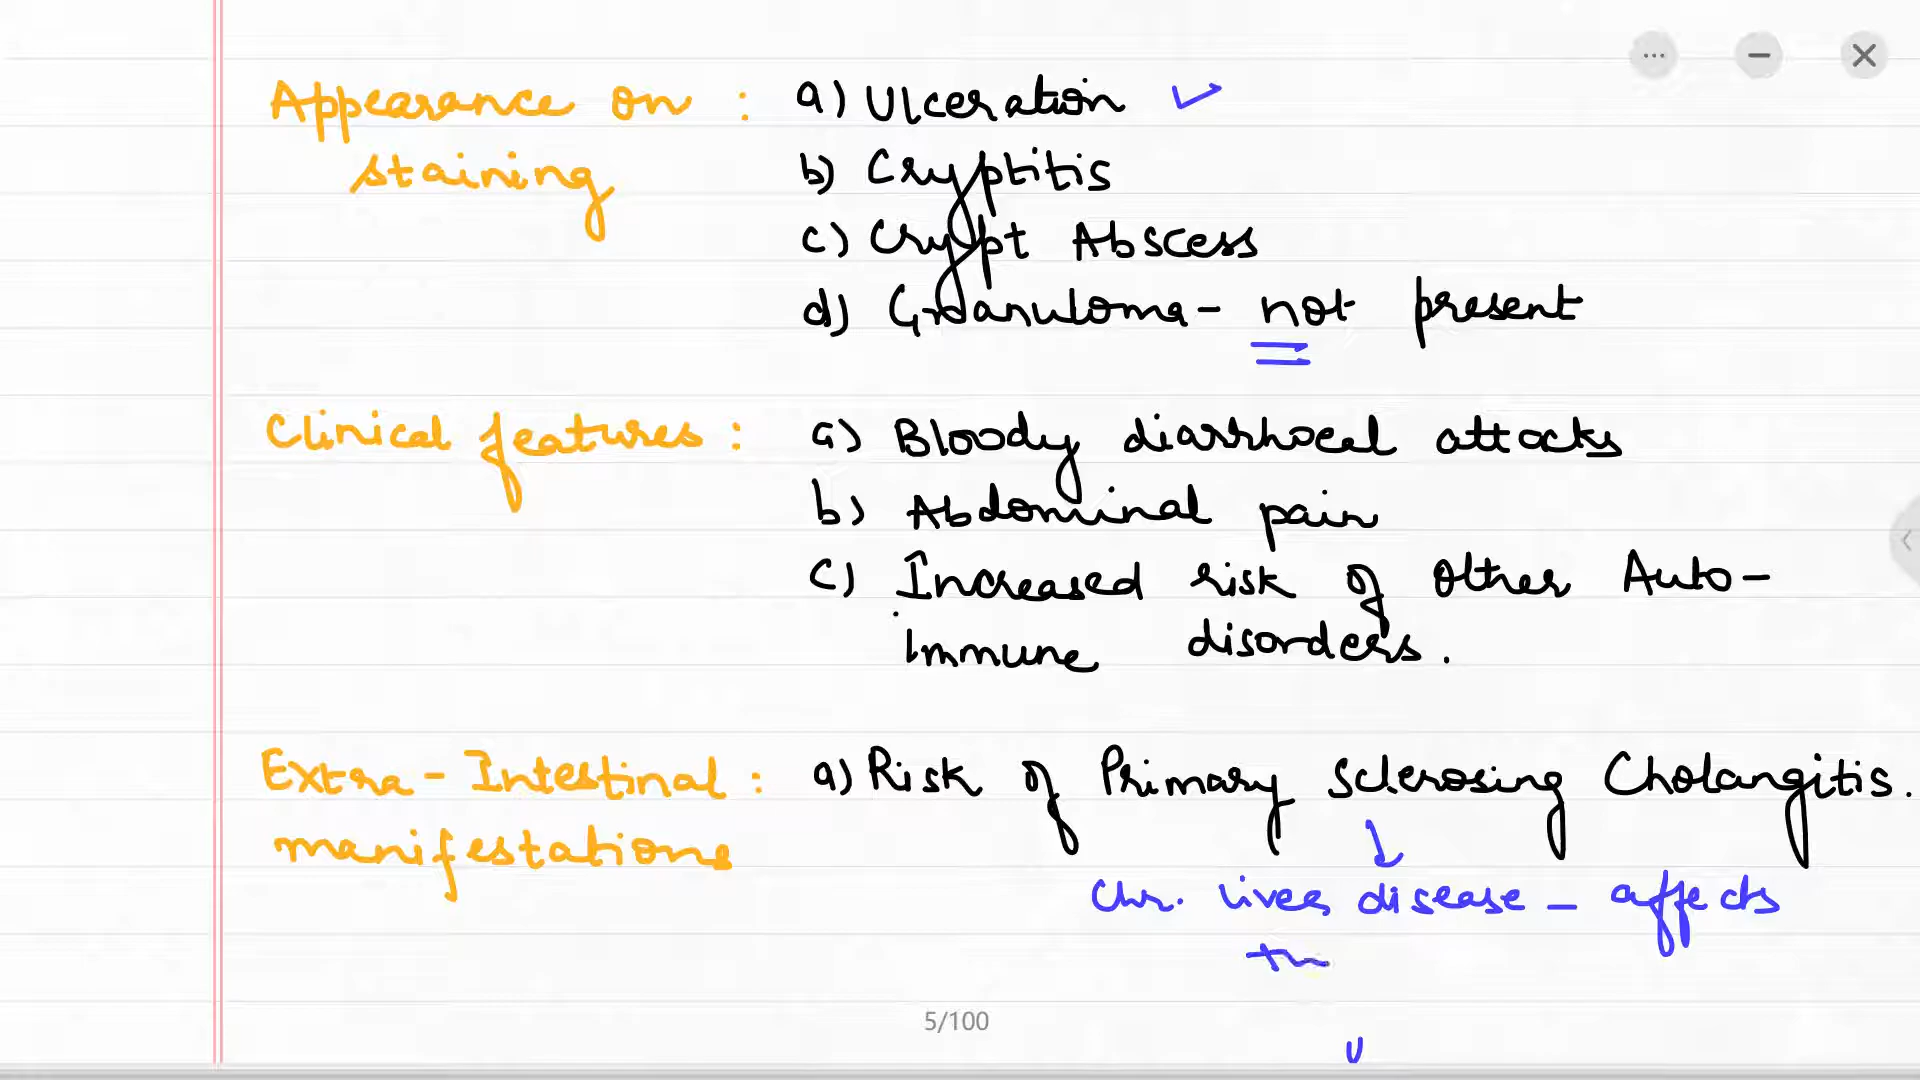 Appearance on : a) Ulceration
staining b) Cryptitis
c) Crypt Abscess
d) Granuloma - not present
Clinical features : a) Bloody diarrhoeal attacks
b) Abdominal pain
c) Increased risk of other Auto-
immune disorders.
Extra-Intestinal : a) Risk of Primary Sclerosing Cholangitis.
manifestations
Chr. liver disease - affects
5/100